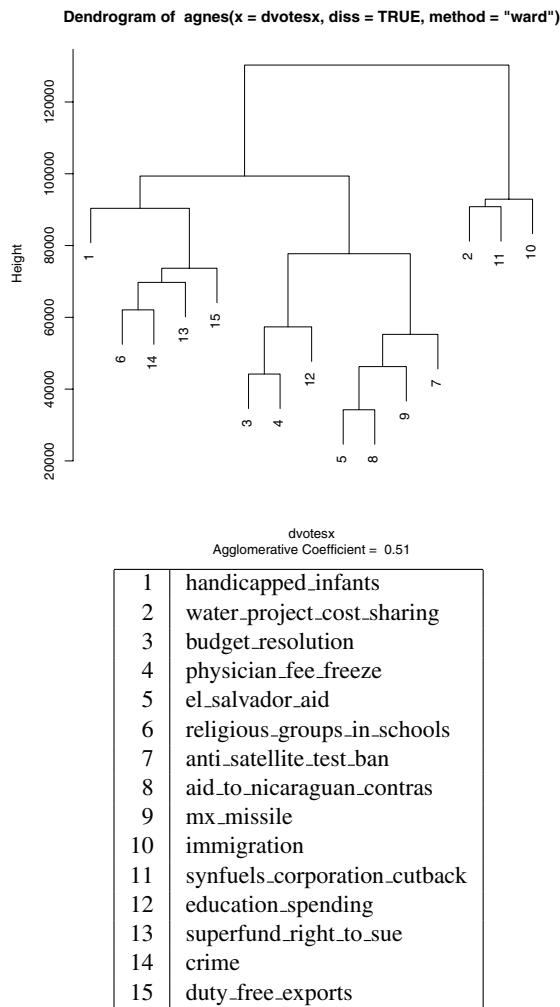 Dendrogram of agnes(x = dvotesx, diss = TRUE, method = "ward")
Height
120000
100000
80000
60000
40000
20000
1
6
14
13
15
3
4
12
5
8
9
7
2
11
10
dvotesx
Agglomerative Coefficient = 0.51
1 handicapped_infants
2 water_project_cost_sharing
3 budget_resolution
4 physician_fee_freeze
5 el_salvador_aid
6 religious_groups_in_schools
7 anti_satellite_test_ban
8 aid_to_nicaraguan_contras
9 mx_missile
10 immigration
11 synfuels_corporation_cutback
12 education_spending
13 superfund_right_to_sue
14 crime
15 duty_free_exports